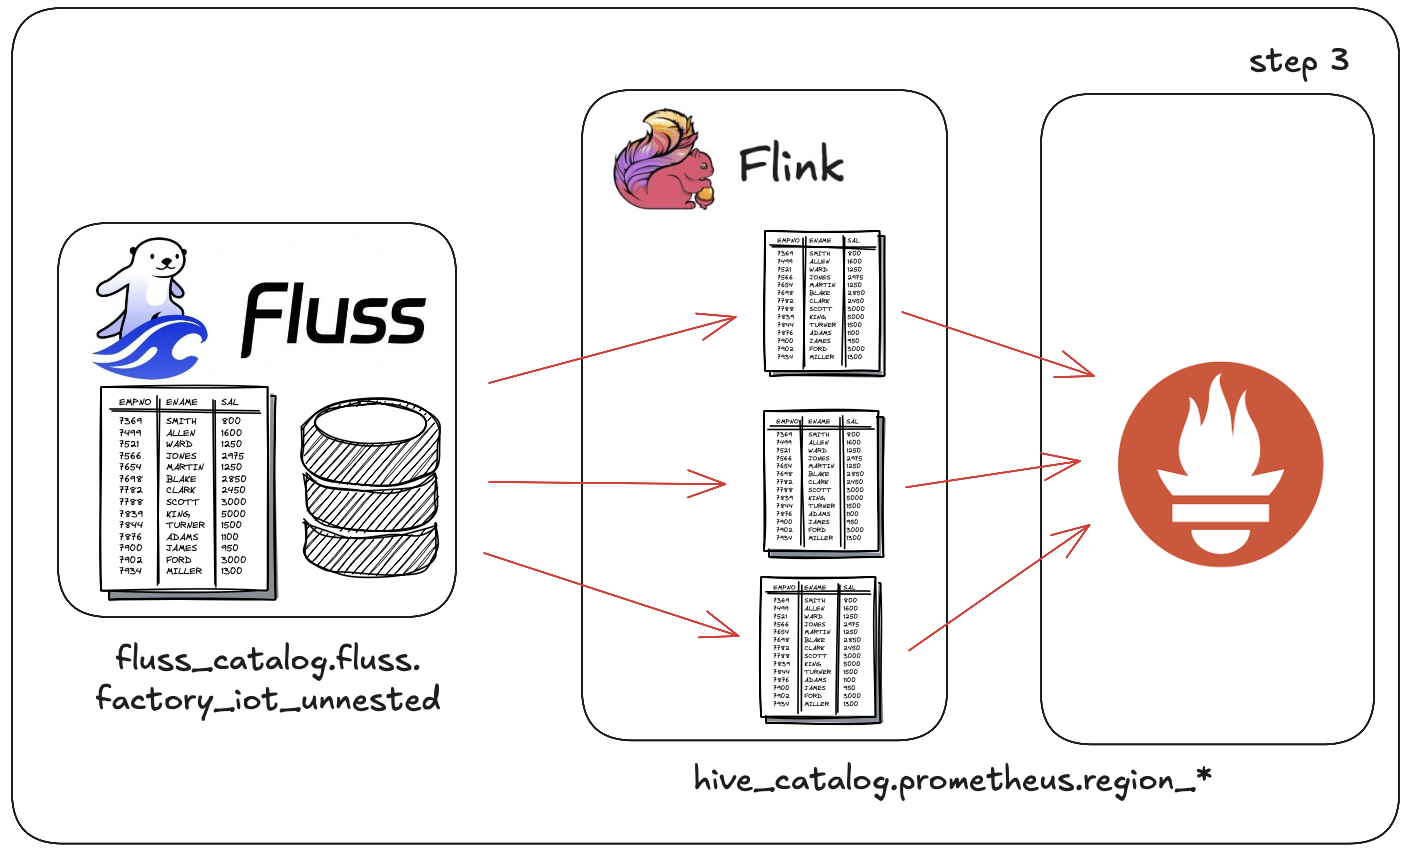 step 3
Flink
Fluss
EMPNO ENAME SAL
7369 SMITH 800
7499 ALLEN 1600
7521 WARD 1250
7566 JONES 2975
7654 MARTIN 1250
7698 BLAKE 2850
7782 CLARK 2450
7788 SCOTT 3000
7839 KING 5000
7844 TURNER 1500
7876 ADAMS 1100
7900 JAMES 950
7902 FORD 3000
7934 MILLER 1300
fluss_catalog.fluss.
factory_iot_unnested
EMPNO ENAME SAL
7369 SMITH 800
7499 ALLEN 1600
7521 WARD 1250
7566 JONES 2975
7654 MARTIN 1250
7698 BLAKE 2850
7782 CLARK 2450
7788 SCOTT 3000
7839 KING 5000
7844 TURNER 1500
7876 ADAMS 1100
7900 JAMES 950
7902 FORD 3000
7934 MILLER 1300
EMPNO ENAME SAL
7369 SMITH 800
7499 ALLEN 1600
7521 WARD 1250
7566 JONES 2975
7654 MARTIN 1250
7698 BLAKE 2850
7782 CLARK 2450
7788 SCOTT 3000
7839 KING 5000
7844 TURNER 1500
7876 ADAMS 1100
7900 JAMES 950
7902 FORD 3000
7934 MILLER 1300
EMPNO ENAME SAL
7369 SMITH 800
7499 ALLEN 1600
7521 WARD 1250
7566 JONES 2975
7654 MARTIN 1250
7698 BLAKE 2850
7782 CLARK 2450
7788 SCOTT 3000
7839 KING 5000
7844 TURNER 1500
7876 ADAMS 1100
7900 JAMES 950
7902 FORD 3000
7934 MILLER 1300
hive_catalog.prometheus.region_*